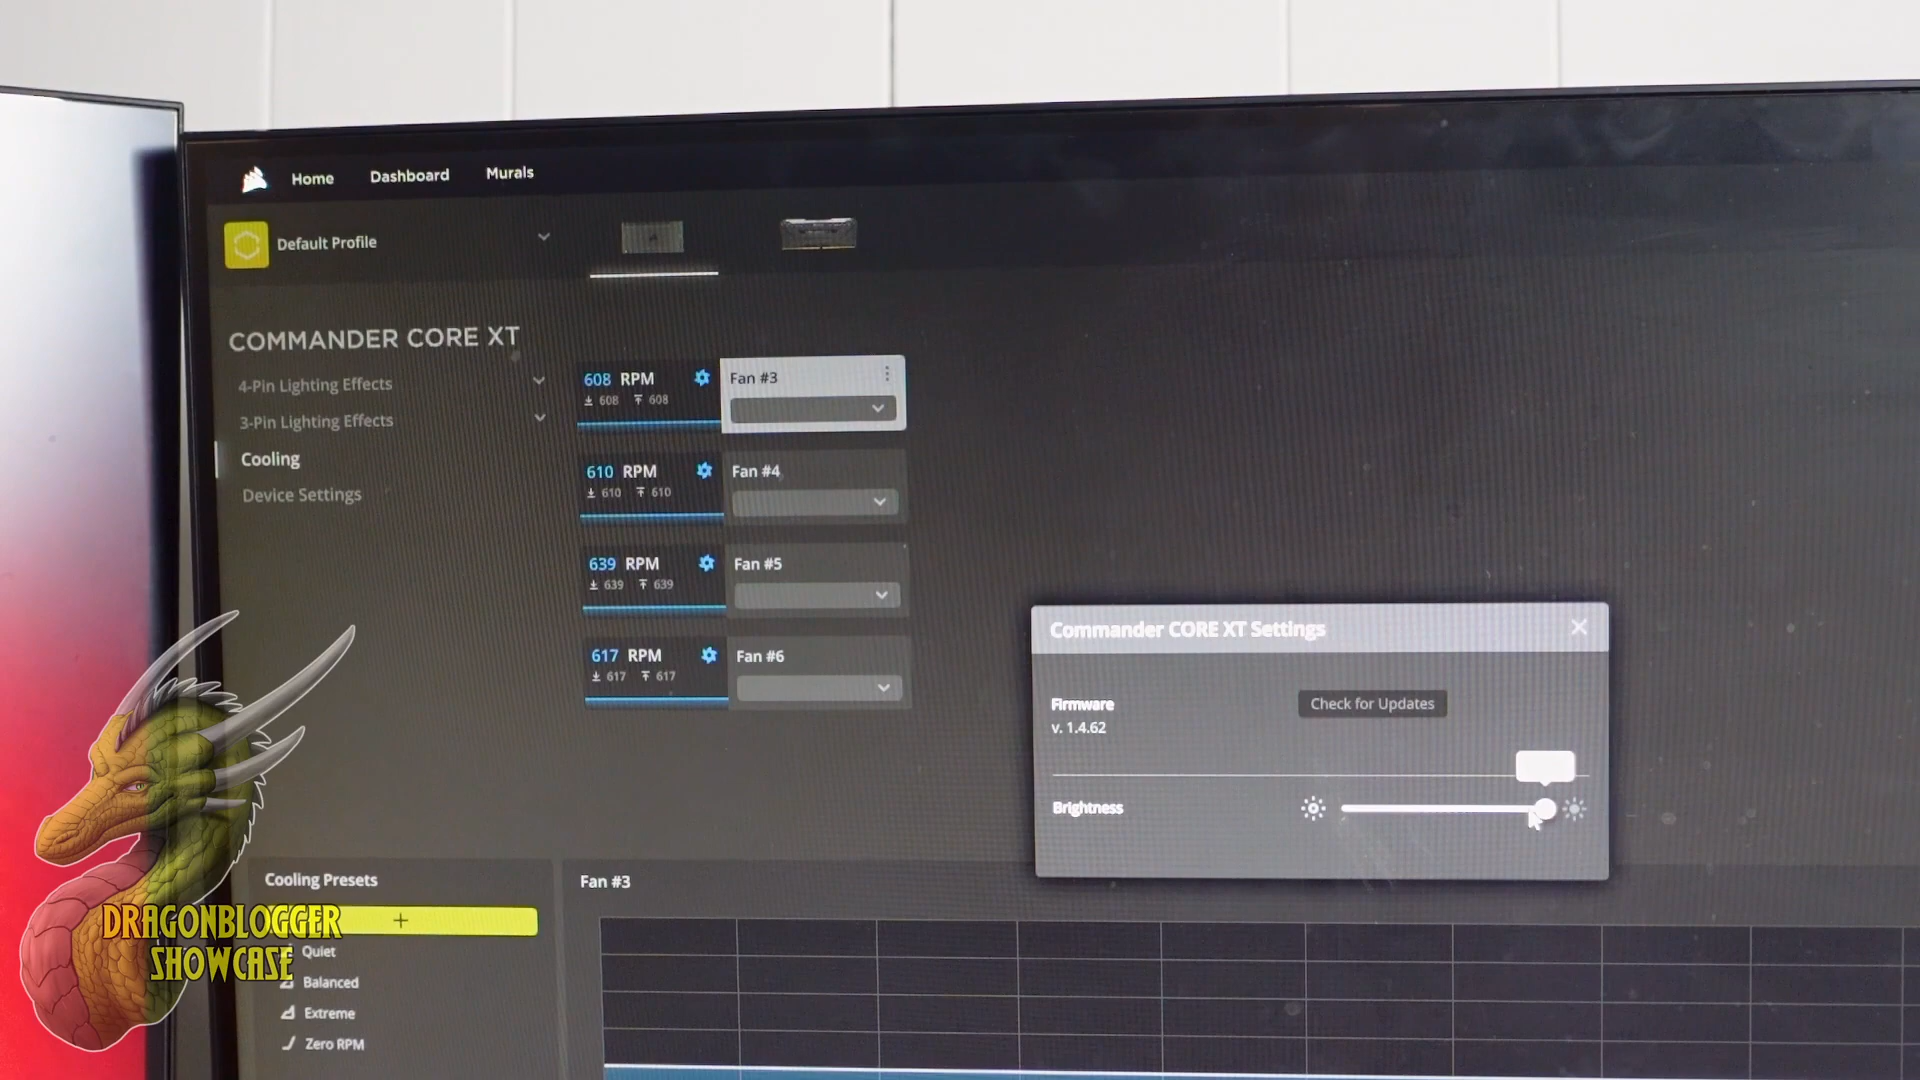 Home Dashboard Murals
Default Profile
COMMANDER CORE XT
4-Pin Lighting Effects
3-Pin Lighting Effects
Cooling
Device Settings
608 RPM
608 608
Fan #3
610 RPM
610 610
Fan #4
639 RPM
639 639
Fan #5
617 RPM
617 617
Fan #6
Commander CORE XT Settings
Firmware
Check for Updates
v. 1.4.62
Brightness
Cooling Presets
+
Quiet
Balanced
Extreme
Zero RPM
Fan #3
DRAGONBLOGGER
SHOWCASE